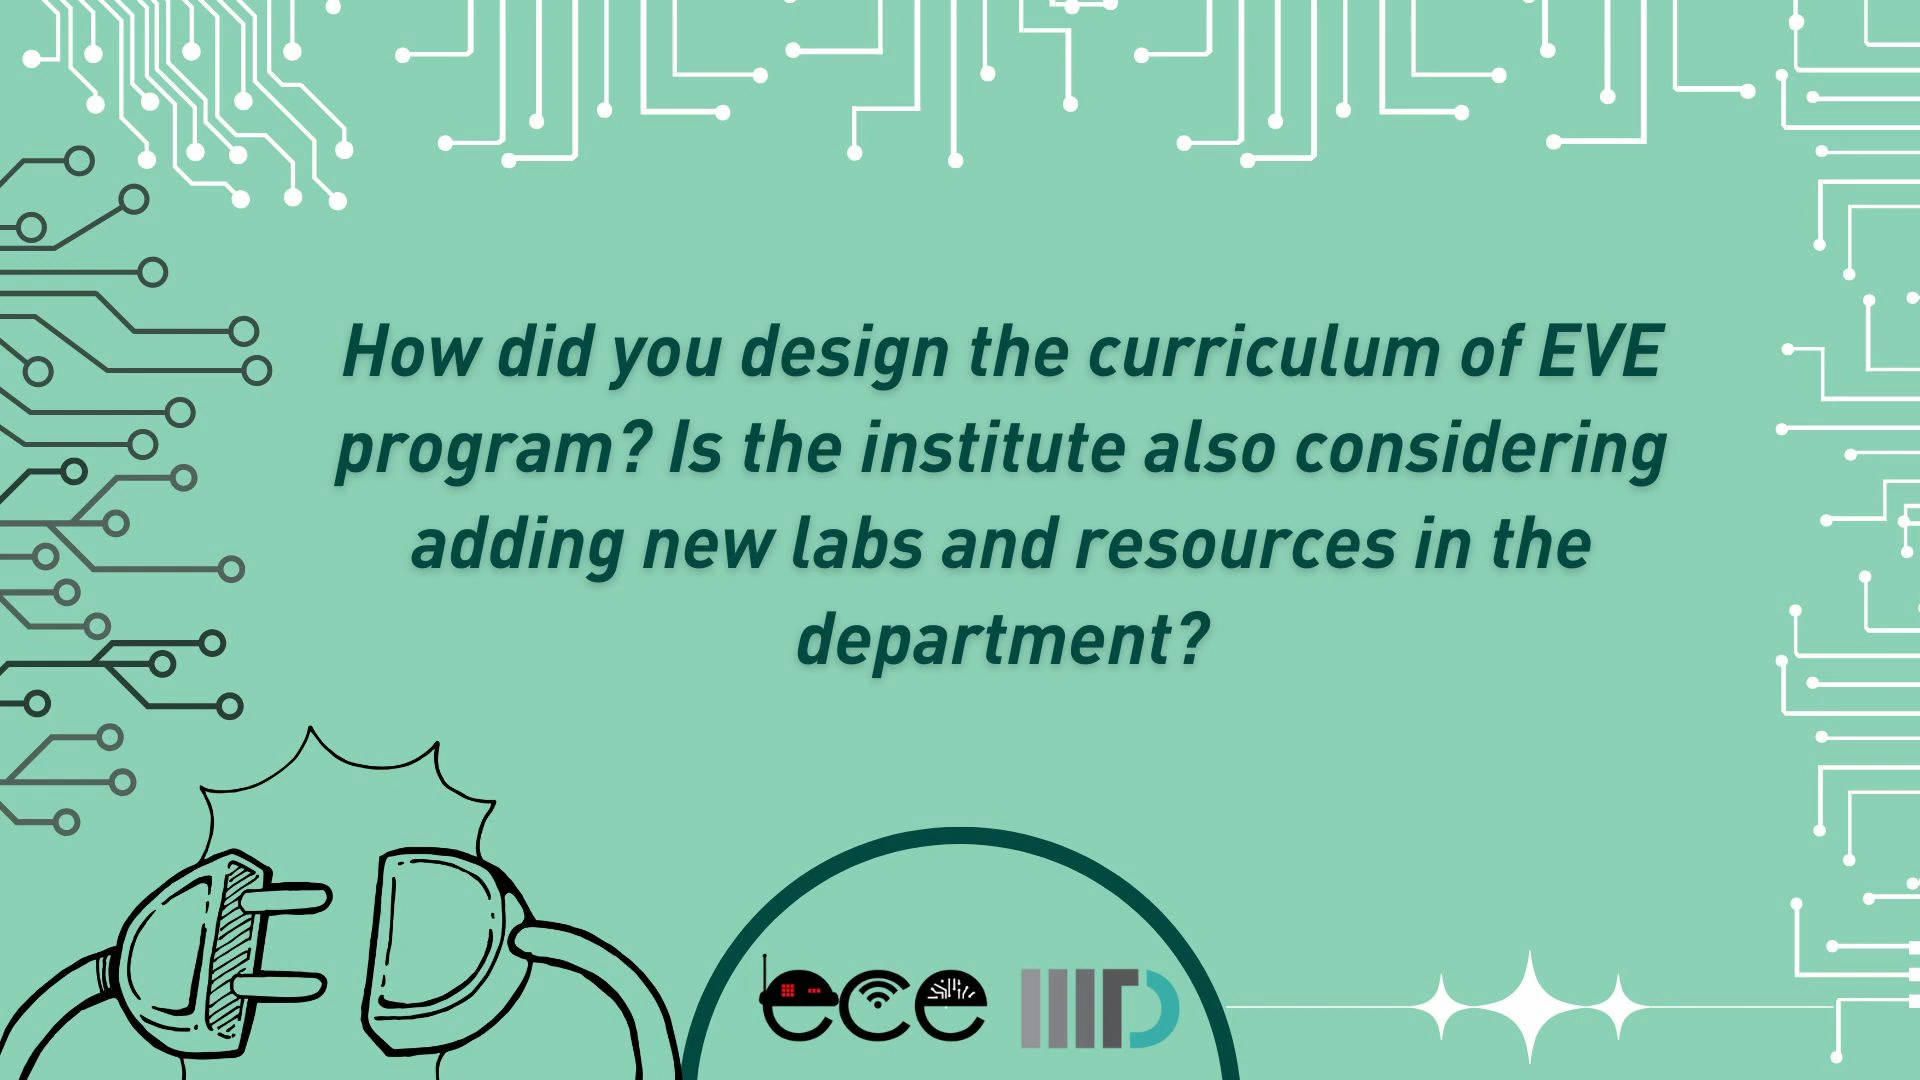 How did you design the curriculum of EVE
program? Is the institute also considering
adding new labs and resources in the
department?
ece IIITD